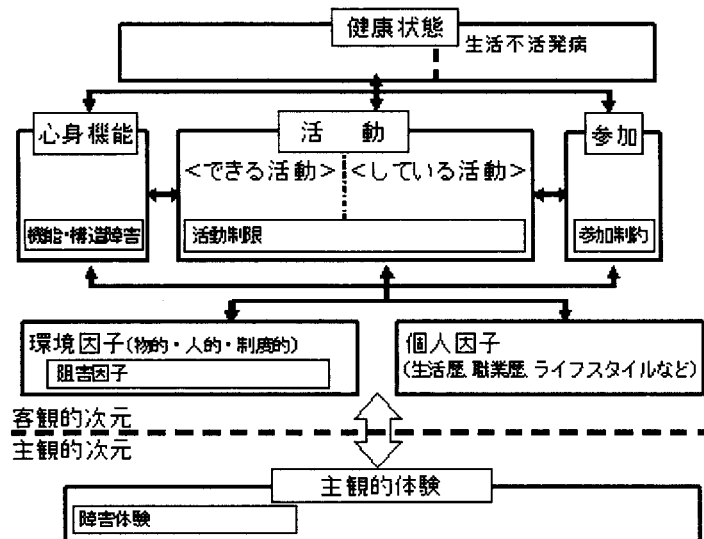 健康状態
生活不活発病
心身機能
活 動
参加
<できる活動>
<している活動>
機能・構造障害
活動制限
参加制約
環境因子(物的・人的・制度的)
阻害因子
個人因子
(生活歴、職業歴、ライフスタイルなど)
客観的次元
主観的次元
主観的体験
障害体験